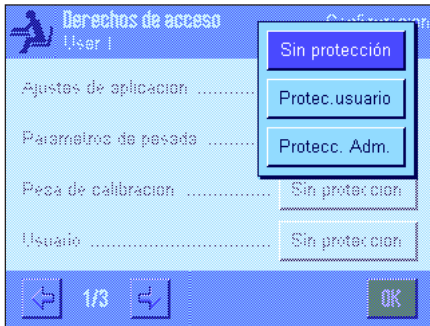 Derechos de acceso
Configuracion
User 1
Sin protección
Ajustes de aplicacion ..........
Protec.usuario
Parametros de pesada ..........
Protecc. Adm.
Pesa de calibracion .............. Sin proteccion
Usuario ............................... Sin proteccion
1/3
OK